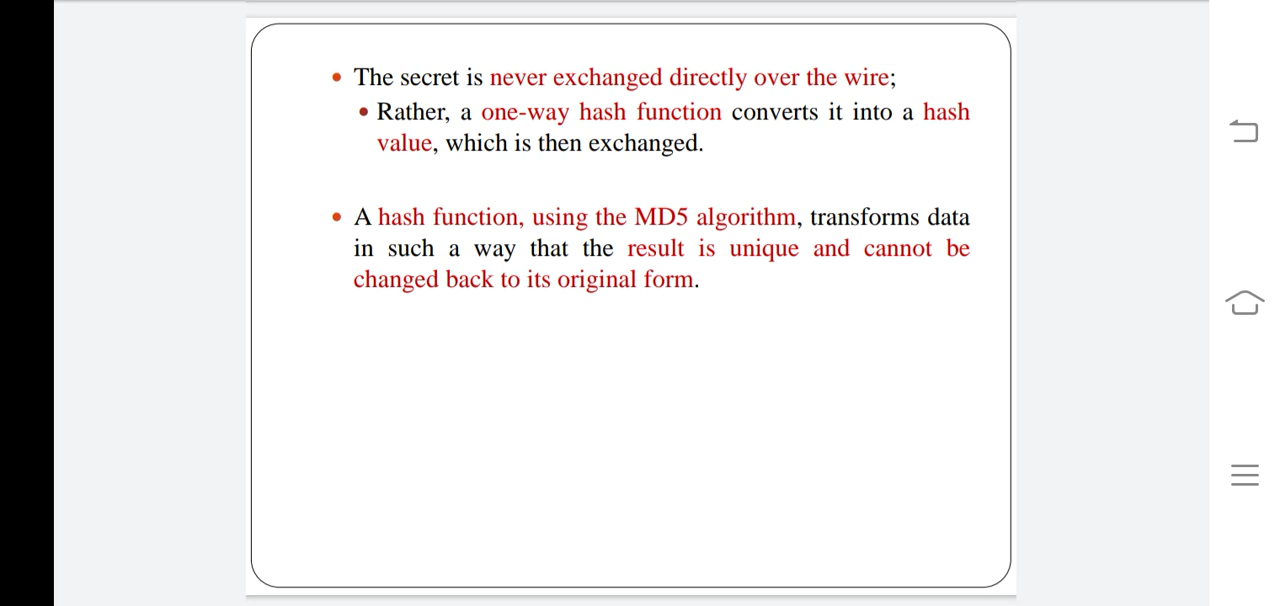 The secret is never exchanged directly over the wire;
Rather, a one-way hash function converts it into a hash
value, which is then exchanged.
A hash function, using the MD5 algorithm, transforms data
in such a way that the result is unique and cannot be
changed back to its original form.